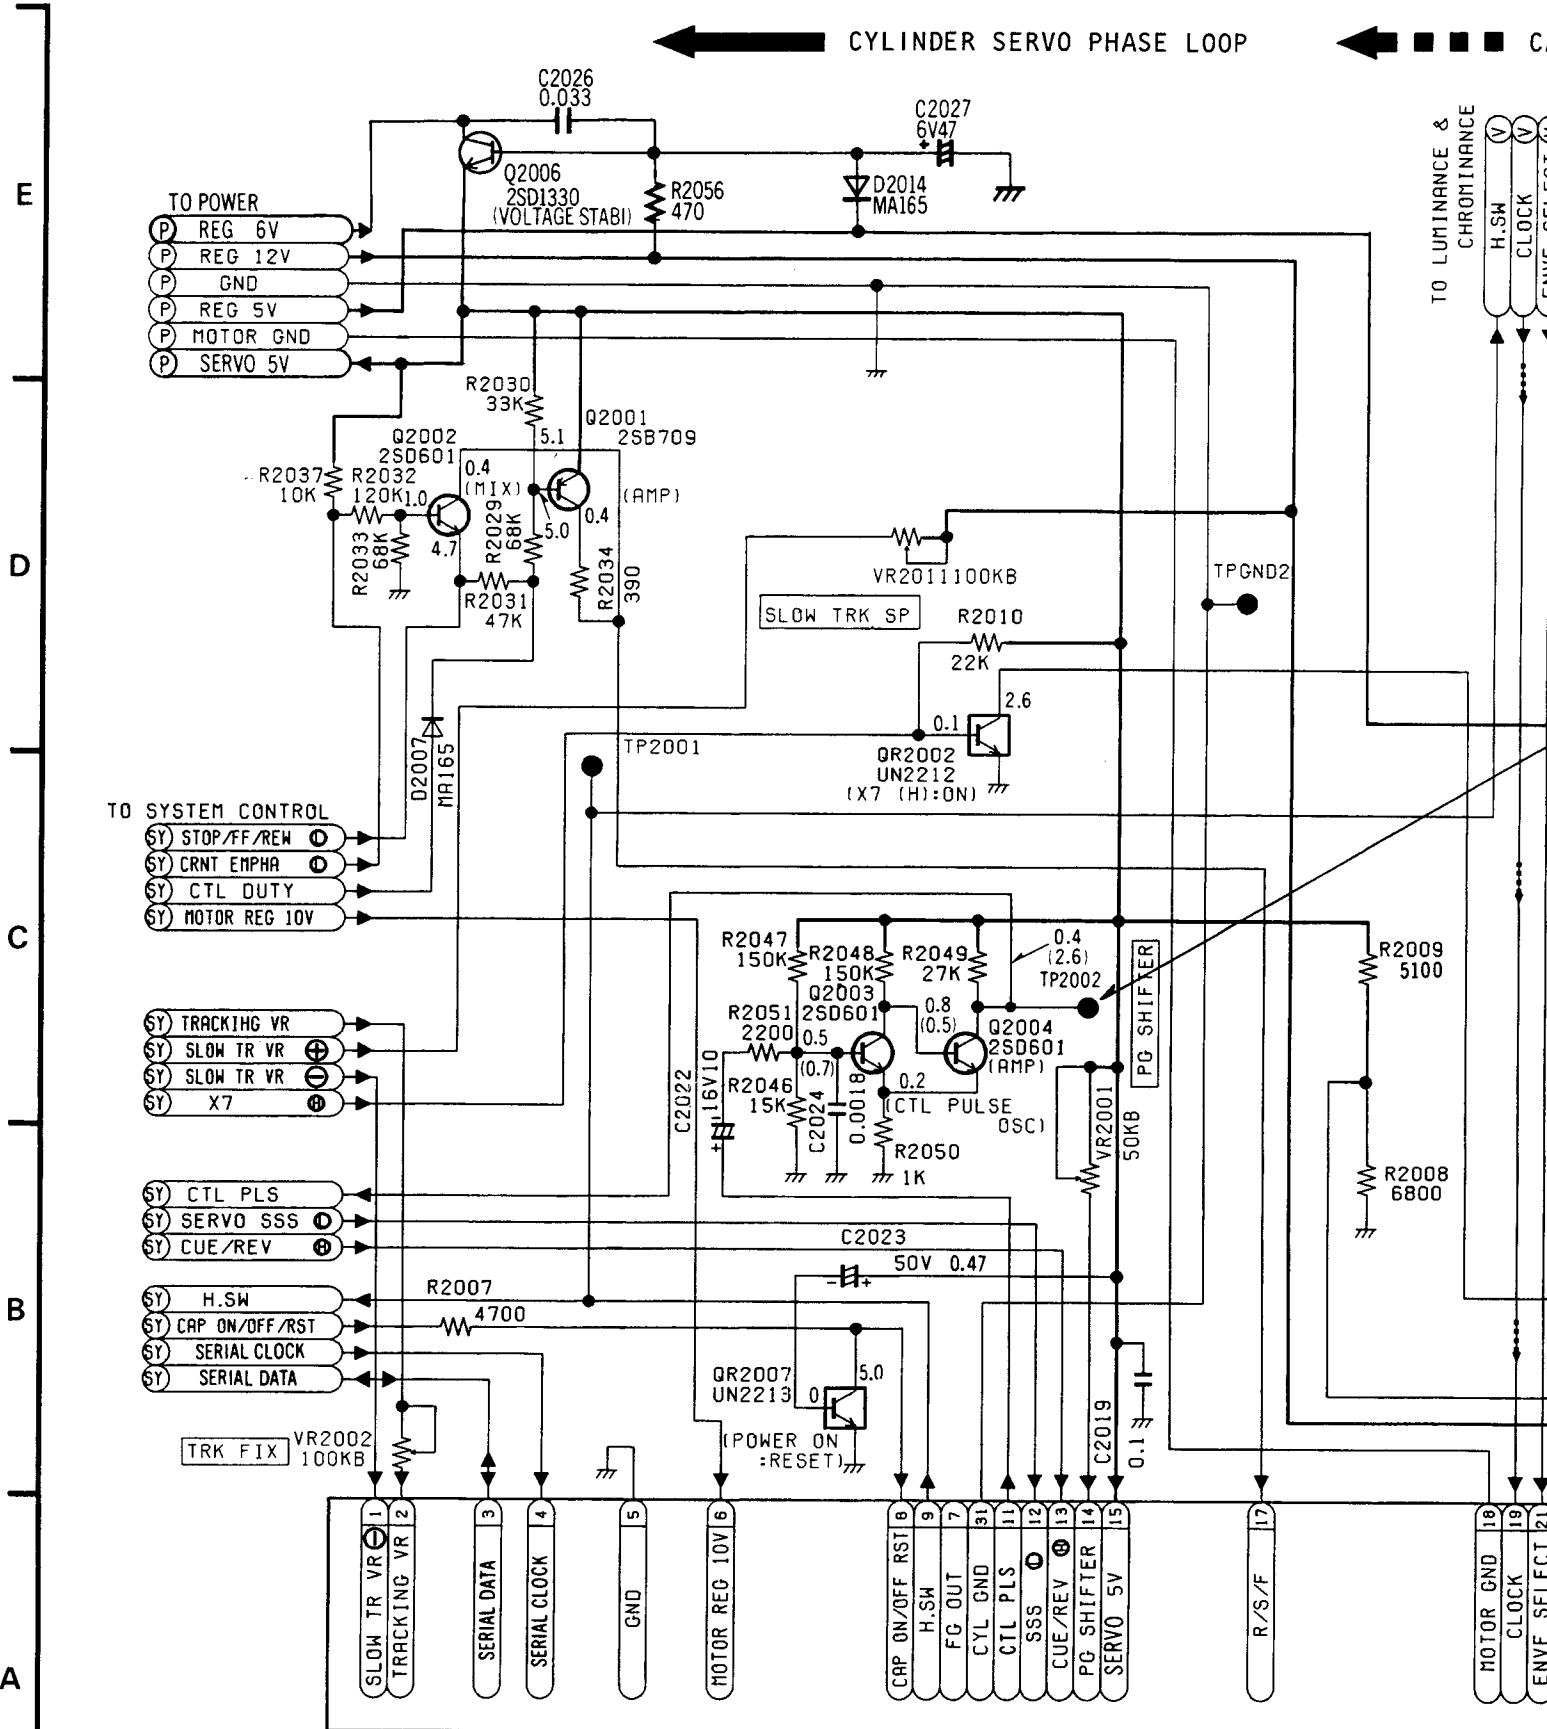 CYLINDER SERVO PHASE LOOP
C2026
0.033
C2027
6V47
+
Q2006
2SD1330
(VOLTAGE STABI)
R2056
470
D2014
MA165
E
TO POWER
P REG 6V
P REG 12V
P GND
P REG 5V
P MOTOR GND
P SERVO 5V
TO LUMINANCE &
CHROMINANCE
V H.SW
V CLOCK
R2030
33K
Q2001
2SB709
5.1
Q2002
2SD601
0.4
(MIX)
(AMP)
R2037
10K
R2032
120K
1.0
R2033
68K
4.7
R2029
68K
5.0
0.4
R2034
390
R2031
47K
D
VR2011 100KB
SLOW TRK SP
R2010
22K
TPGND2
2.6
0.1
QR2002
UN2212
(X7 (H):ON)
TP2001
D2007
MA165
TO SYSTEM CONTROL
SY STOP/FF/REW L
SY CRNT EMPHA L
SY CTL DUTY
SY MOTOR REG 10V
C
R2047
150K
R2048
150K
R2049
27K
0.4
(2.6)
TP2002
PG SHIFTER
R2009
5100
Q2003
2SD601
R2051
2200
0.5
(0.7)
0.8
(0.5)
Q2004
2SD601
(AMP)
SY TRACKIHG VR
SY SLOW TR VR +
SY SLOW TR VR −
SY X7 H
C2022
16V10
+
R2046
15K
C2024
0.0018
0.2
(CTL PULSE
OSC)
R2050
1K
VR2001
50KB
R2008
6800
SY CTL PLS
SY SERVO SSS L
SY CUE/REV H
C2023
50V 0.47
- +
B
SY H.SW
SY CAP ON/OFF/RST
SY SERIAL CLOCK
SY SERIAL DATA
R2007
4700
QR2007
UN2213
0
5.0
(POWER ON
:RESET)
C2019
0.1
TRK FIX
VR2002
100KB
A
1 SLOW TR VR −
2 TRACKING VR
3 SERIAL DATA
4 SERIAL CLOCK
5 GND
6 MOTOR REG 10V
8 CAP ON/OFF RST
9 H.SW
7 FG OUT
31 CYL GND
11 CTL PLS
12 SSS L
13 CUE/REV H
14 PG SHIFTER
15 SERVO 5V
17 R/S/F
18 MOTOR GND
19 CLOCK
21 ENVE SELECT